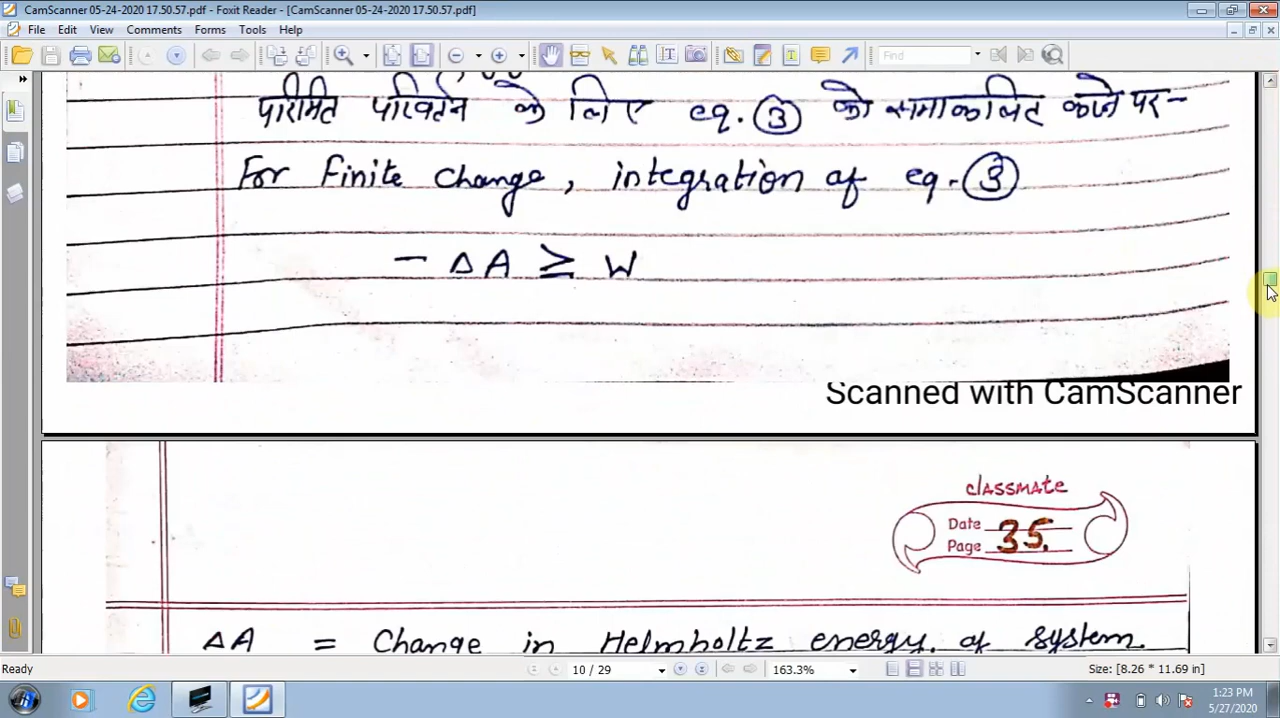 CamScanner 05-24-2020 17.50.57.pdf - Foxit Reader - [CamScanner 05-24-2020 17.50.57.pdf]
File Edit View Comments Forms Tools Help
Find
परिमित परिवर्तन के लिए eq. ③ को समाकलित करने पर-
For Finite Change, integration of eq. ③
- ΔA ≥ W
Scanned with CamScanner
classmate
Date
Page 35.
ΔA = Change in Helmholtz energy. of system.
Ready 10 / 29 163.3% Size: [8.26 * 11.69 in]
1:23 PM
5/27/2020